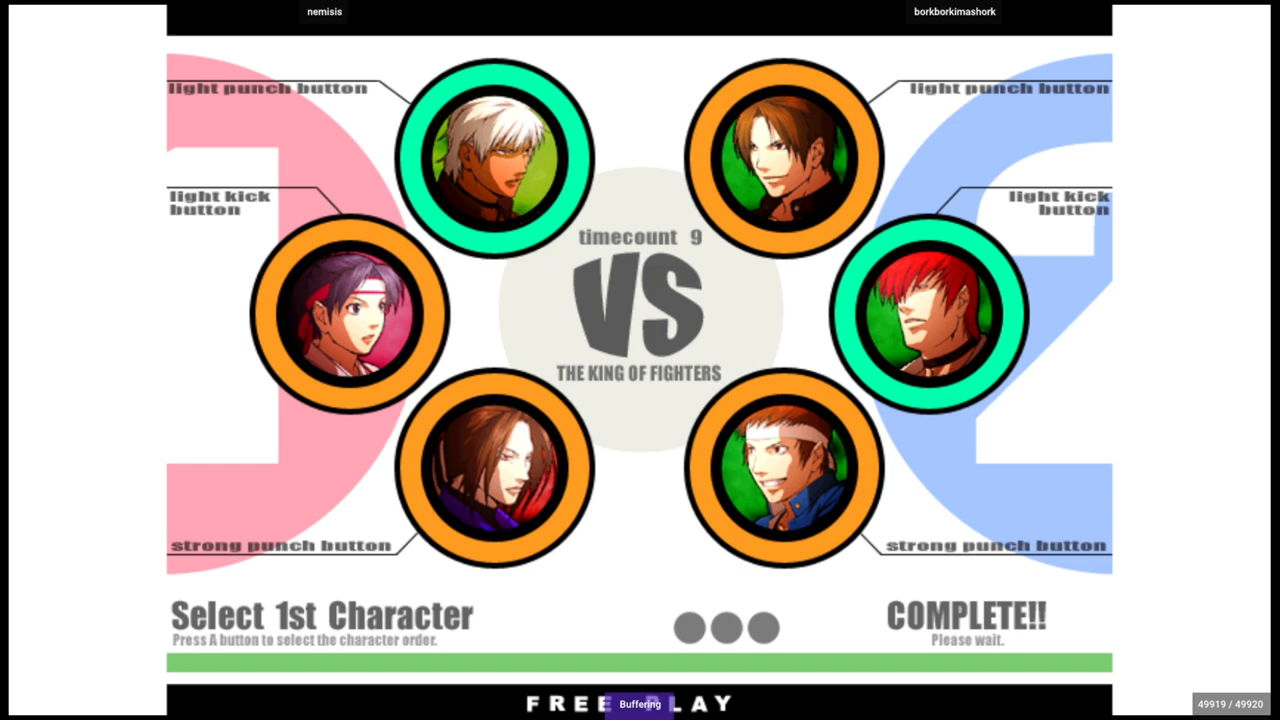 nemisis
borkborkimashork
light punch button
light punch button
light kick
button
light kick
button
timecount 9
VS
THE KING OF FIGHTERS
strong punch button
strong punch button
Select 1st Character
Press A button to select the character order.
COMPLETE!!
Please wait.
FREE PLAY
Buffering
49919 / 49920